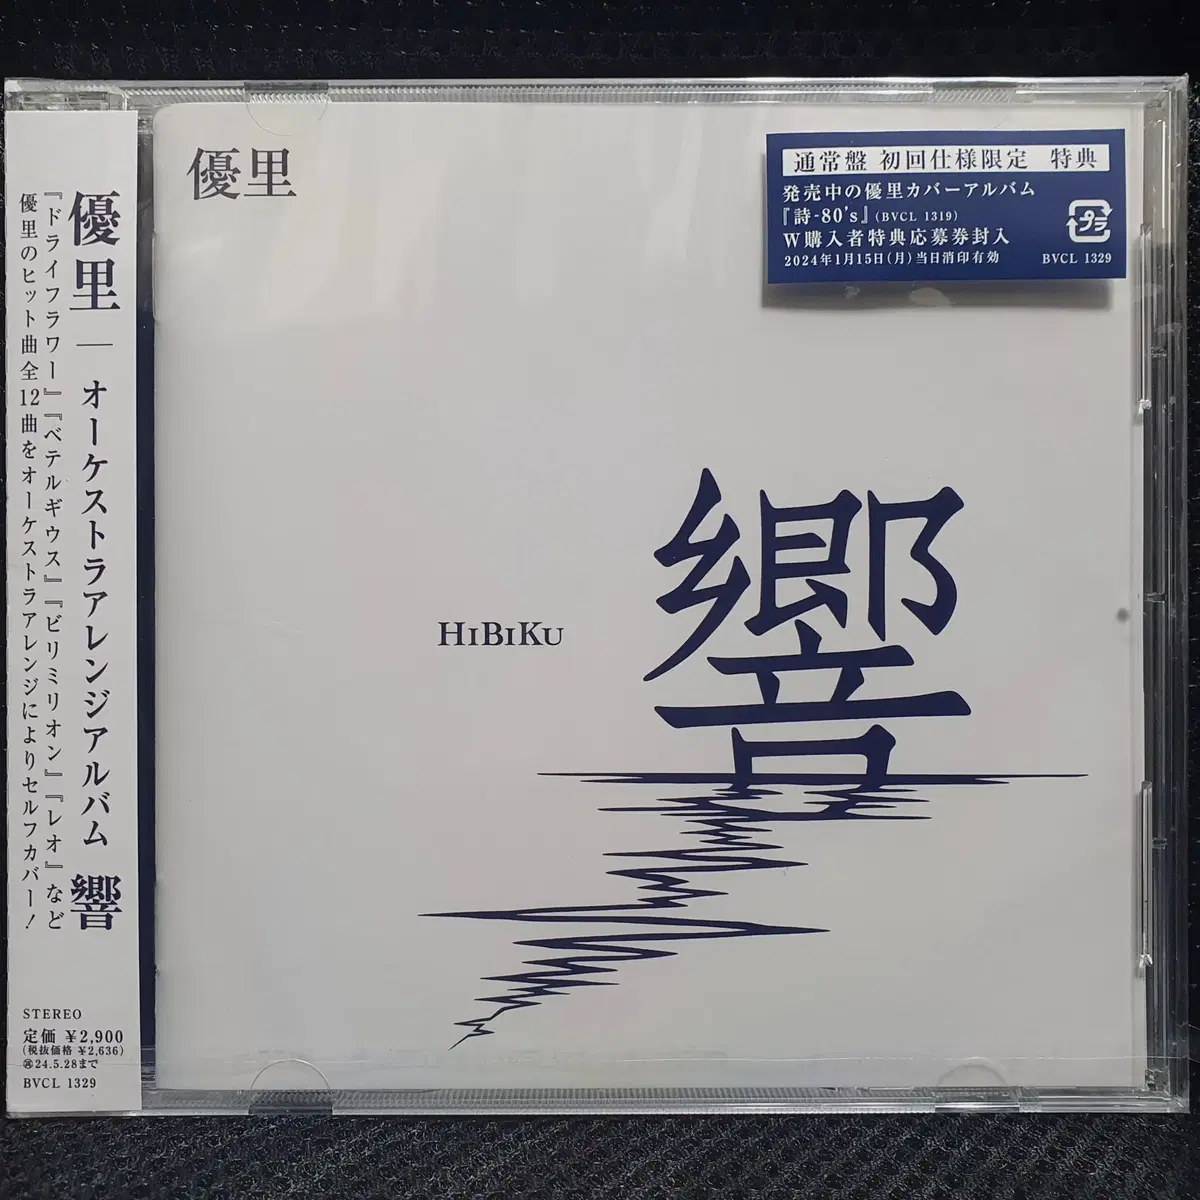 優里
通常盤 初回仕様限定 特典
発売中の優里カバーアルバム
『詩-80's』(BVCL 1319)
W購入者特典応募券封入
2024年1月15日(月)当日消印有効
プラ
BVCL 1329
HIBIKU
響
優里―オーケストラアレンジアルバム 響
『ドライフラワー』『ベテルギウス』『ビリミリオン』『レオ』など
優里のヒット曲全12曲をオーケストラアレンジによりセルフカバー!
STEREO
定価 ¥2,900
(税抜価格 ¥2,636)
㋐24.5.28まで
BVCL 1329